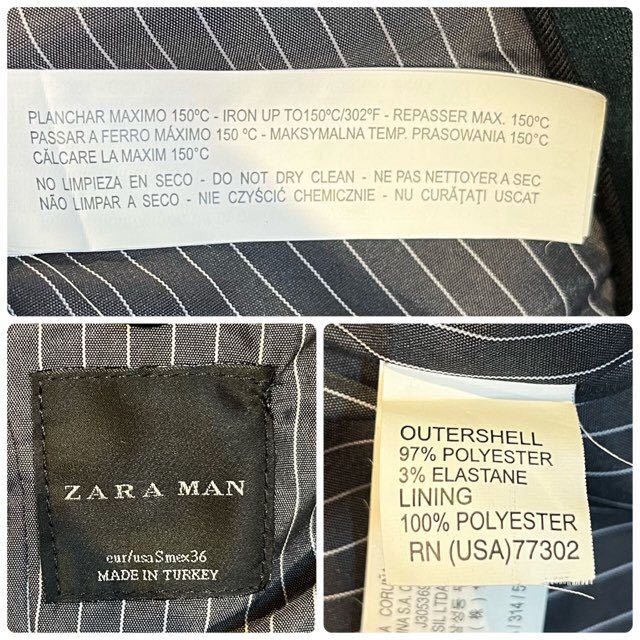 PLANCHAR MAXIMO 150ºC - IRON UP TO150ºC/302ºF - REPASSER MAX. 150ºC
PASSAR A FERRO MÁXIMO 150 ºC - MAKSYMALNA TEMP. PRASOWANIA 150°C
CĂLCARE LA MAXIM 150°C
NO LIMPIEZA EN SECO - DO NOT DRY CLEAN - NE PAS NETTOYER A SEC
NÃO LIMPAR A SECO - NIE CZYŚCIĆ CHEMICZNIE - NU CURĂȚAȚI USCAT
ZARA MAN
eur/usaSmex36
MADE IN TURKEY
OUTERSHELL
97% POLYESTER
3% ELASTANE
LINING
100% POLYESTER
RN (USA)77302